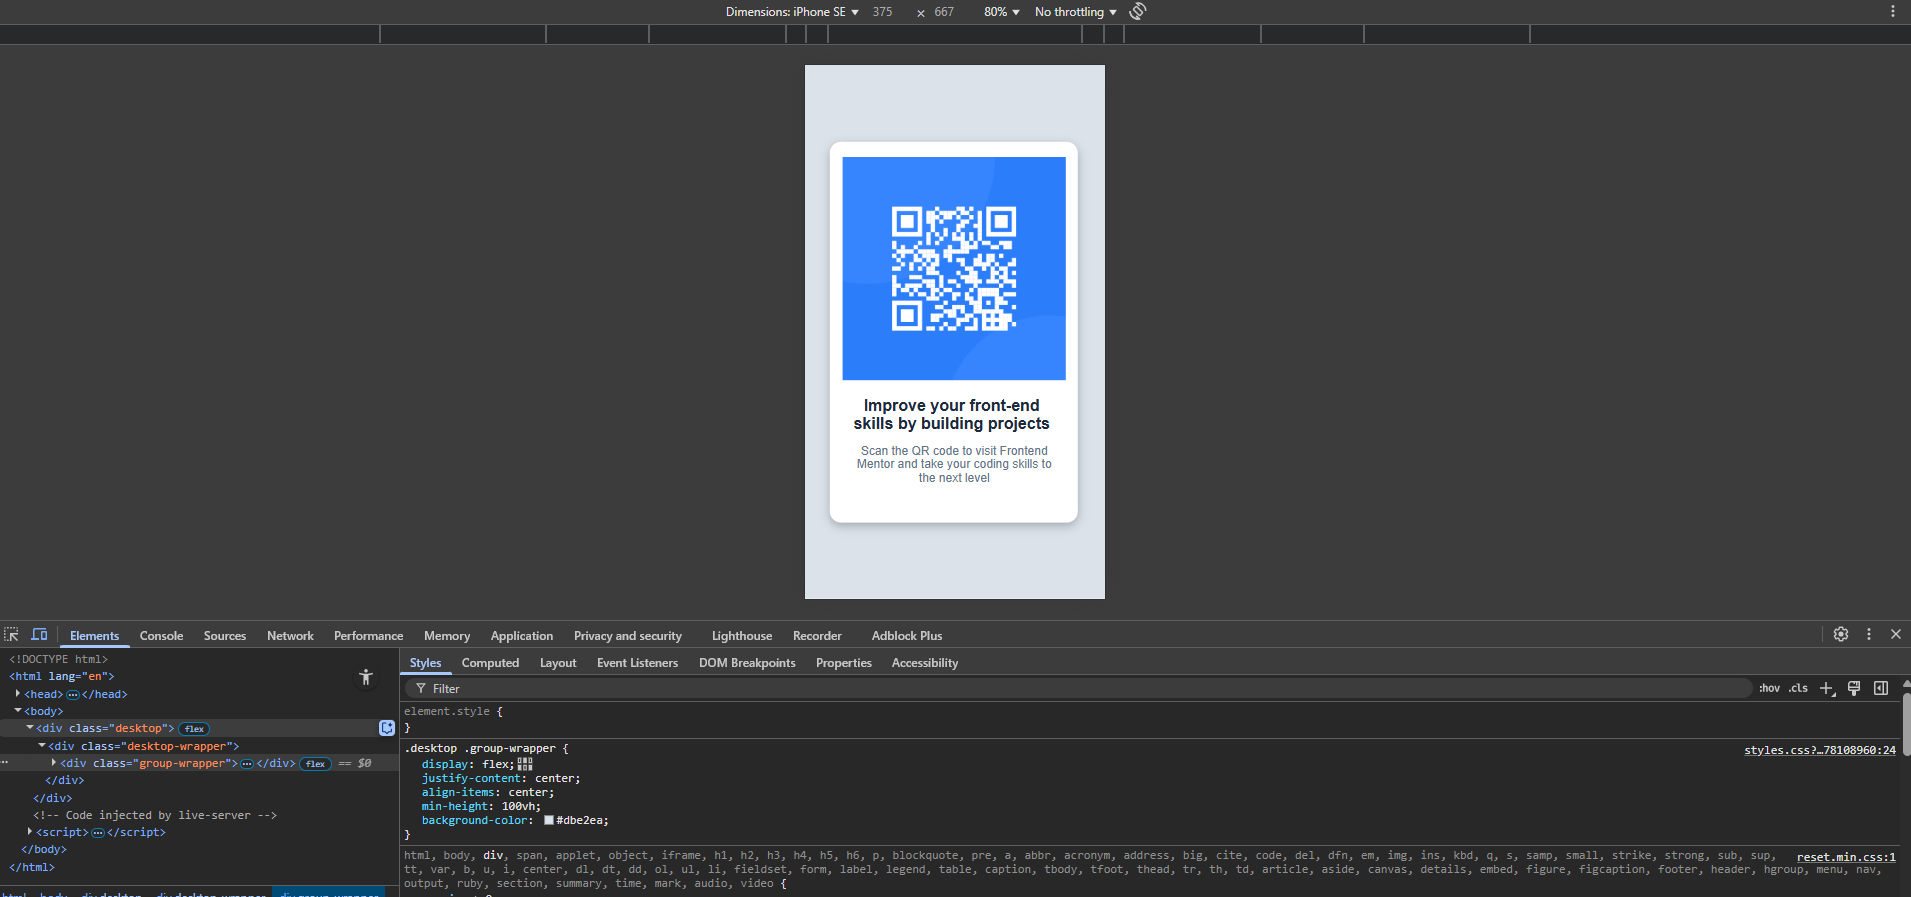 Dimensions: iPhone SE 375 × 667 80% No throttling
Improve your front-end
skills by building projects
Scan the QR code to visit Frontend
Mentor and take your coding skills to
the next level
Elements Console Sources Network Performance Memory Application Privacy and security Lighthouse Recorder Adblock Plus
<!DOCTYPE html>
<html lang="en">
<head> </head>
<body>
<div class="desktop"> flex
<div class="desktop-wrapper">
<div class="group-wrapper"> </div> flex == $0
</div>
</div>
<!-- Code injected by live-server -->
<script> </script>
</body>
</html>
html body div.desktop div.desktop-wrapper div.group-wrapper
Styles Computed Layout Event Listeners DOM Breakpoints Properties Accessibility
Filter :hov .cls
element.style {
}
.desktop .group-wrapper { styles.css?…78108960:24
display: flex;
justify-content: center;
align-items: center;
min-height: 100vh;
background-color: #dbe2ea;
}
html, body, div, span, applet, object, iframe, h1, h2, h3, h4, h5, h6, p, blockquote, pre, a, abbr, acronym, address, big, cite, code, del, dfn, em, img, ins, kbd, q, s, samp, small, strike, strong, sub, sup, reset.min.css:1
tt, var, b, u, i, center, dl, dt, dd, ol, ul, li, fieldset, form, label, legend, table, caption, tbody, tfoot, thead, tr, th, td, article, aside, canvas, details, embed, figure, figcaption, footer, header, hgroup, menu, nav,
output, ruby, section, summary, time, mark, audio, video {